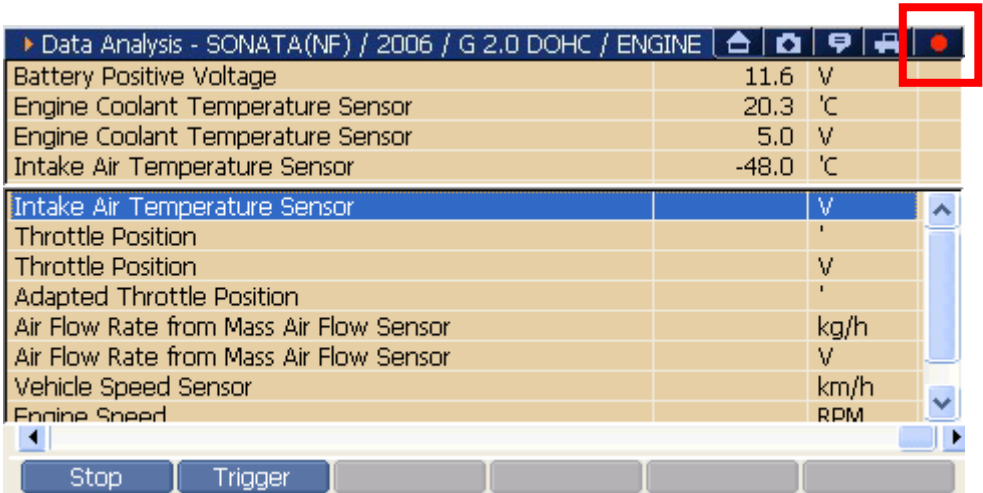 Data Analysis - SONATA(NF) / 2006 / G 2.0 DOHC / ENGINE
Battery Positive Voltage 11.6 V
Engine Coolant Temperature Sensor 20.3 'C
Engine Coolant Temperature Sensor 5.0 V
Intake Air Temperature Sensor -48.0 'C
Intake Air Temperature Sensor V
Throttle Position '
Throttle Position V
Adapted Throttle Position '
Air Flow Rate from Mass Air Flow Sensor kg/h
Air Flow Rate from Mass Air Flow Sensor V
Vehicle Speed Sensor km/h
Engine Speed RPM
Stop Trigger